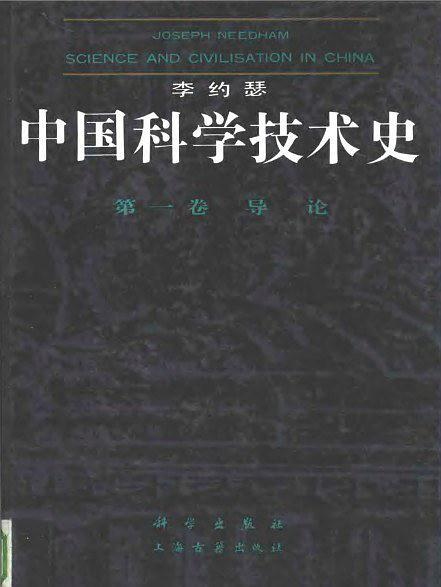 JOSEPH NEEDHAM
SCIENCE AND CIVILISATION IN CHINA
李约瑟
中国科学技术史
第一卷 导论
科学出版社
上海古籍出版社